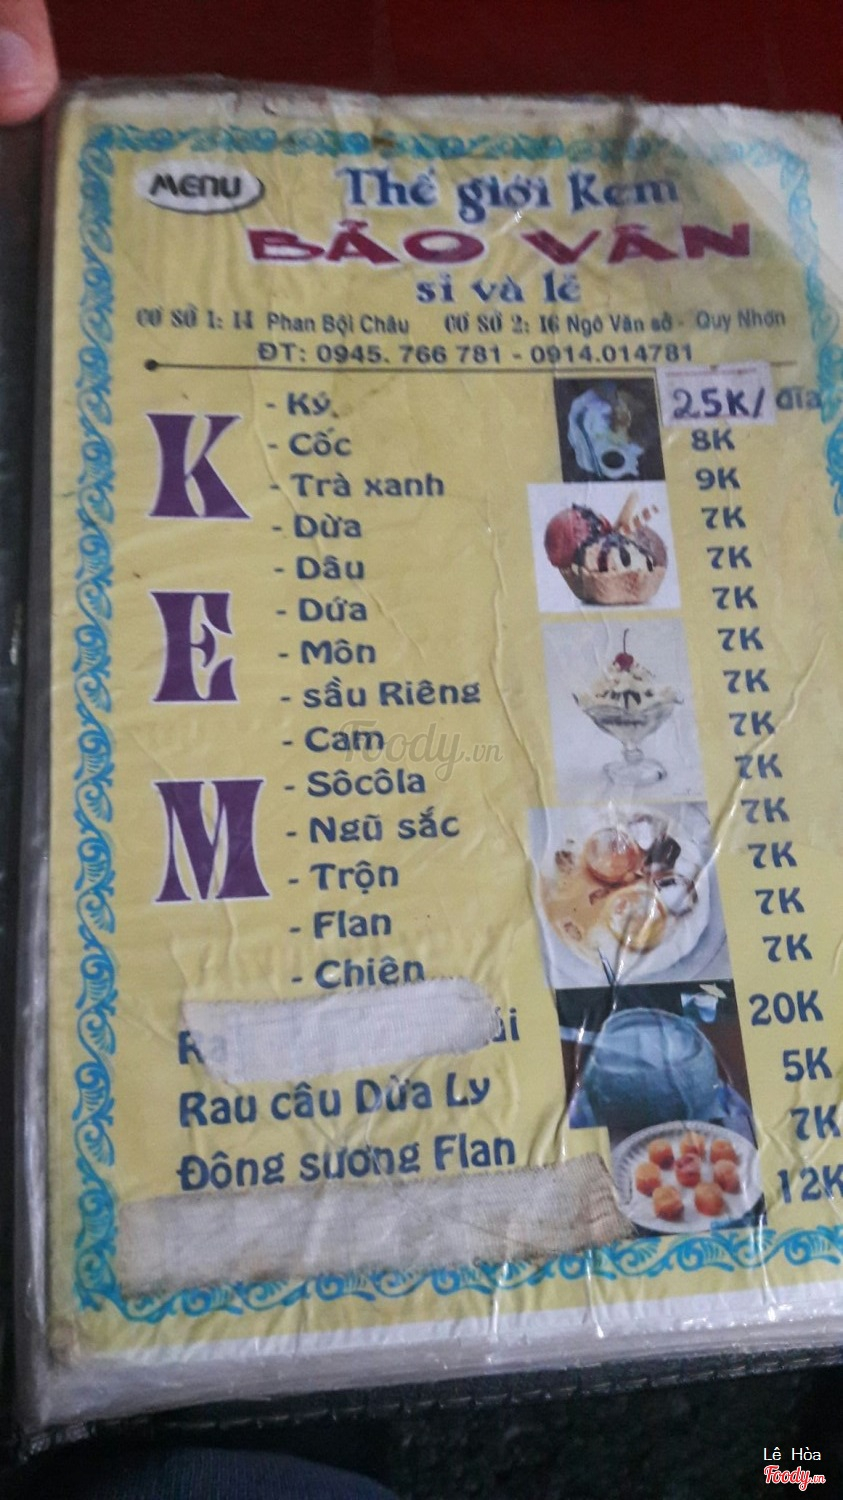 MENU
Thế giới Kem
BẢO VÂN
sỉ và lẻ
CƠ SỞ 1: 14 Phan Bội Châu CƠ SỞ 2: 16 Ngô Văn sở - Quy Nhơn
ĐT: 0945. 766 781 - 0914.014781
KEM
- Ký 25K/ đĩa
- Cốc 8K
- Trà xanh 9K
- Dừa 7K
- Dâu 7K
- Dứa 7K
- Môn 7K
- sầu Riêng 7K
- Cam 7K
- Sôcôla 7K
- Ngũ sắc 7K
- Trộn 7K
- Flan 7K
- Chiên 7K
20K
Rau câu Dừa Ly 5K
Đông sương Flan 7K
12K
Foody.vn
Lê Hòa
Foody.vn